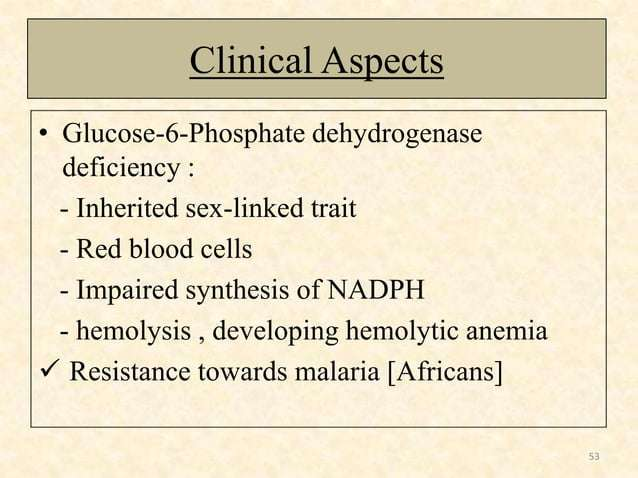 Clinical Aspects
• Glucose-6-Phosphate dehydrogenase
deficiency :
- Inherited sex-linked trait
- Red blood cells
- Impaired synthesis of NADPH
- hemolysis , developing hemolytic anemia
✓ Resistance towards malaria [Africans]
53